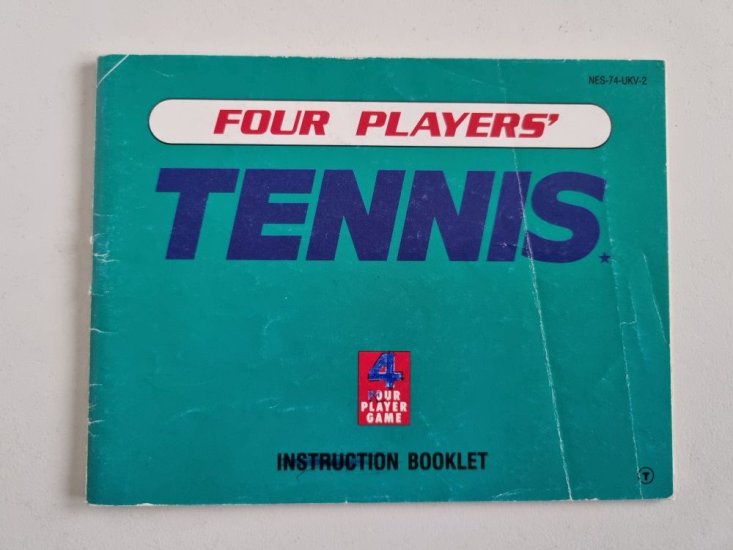 NES-74-UKV-2
FOUR PLAYERS'
TENNIS
4
FOUR
PLAYER
GAME
INSTRUCTION BOOKLET
T